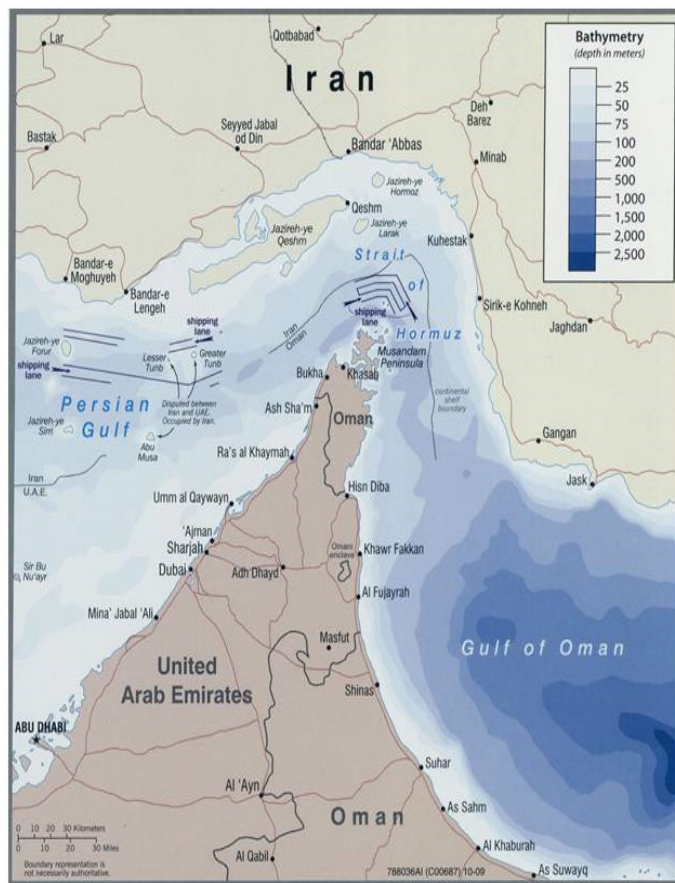 Lar
Qotbabad
Iran
Bathymetry
(depth in meters)
25
50
75
100
200
500
1,000
1,500
2,000
2,500
Deh
Barez
Bastak
Seyyed Jabal
od Din
Bandar 'Abbas
Minab
Jazireh-ye
Hormoz
Qeshm
Jazireh-ye
Qeshm
Jazireh-ye
Larak
Kuhestak
Bandar-e
Moghuyeh
Bandar-e
Lengeh
Strait
of
Hormuz
Sirik-e Kohneh
Jaghdan
shipping
lane
Iran
Oman
shipping
lane
Jazireh-ye
Forur
shipping
lane
Lesser
Tunb
Greater
Tunb
Musandam
Peninsula
Bukha
Khasab
Disputed between
Iran and UAE.
Occupied by Iran.
Persian
Gulf
Jazireh-ye
Sirri
Abu
Musa
Ash Sha'm
Oman
(continental
shelf
boundary
Gangan
Ra's al Khaymah
Iran
U.A.E.
Jask
Umm al Qaywayn
Hisn Diba
'Ajman
Sharjah
Dubai
Omani
enclave
Khawr Fakkan
Adh Dhayd
Sir Bu
Nu'ayr
Al Fujayrah
Mina' Jabal 'Ali
Masfut
Gulf of Oman
United
Arab Emirates
Shinas
ABU DHABI
Suhar
Al 'Ayn
As Sahm
Oman
0 10 20 30 Kilometers
0 10 20 30 Miles
Al Khaburah
Boundary representation is
not necessarily authoritative.
Al Qabil
788036AI (C00687) 10-09
As Suwayq